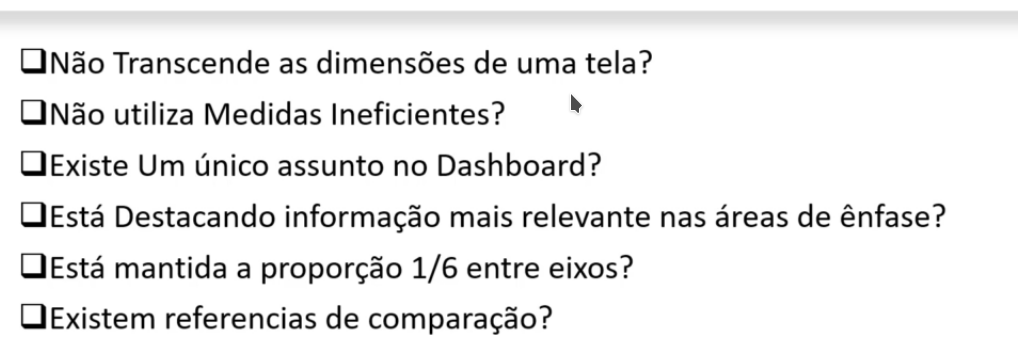 ❑Não Transcende as dimensões de uma tela?
❑Não utiliza Medidas Ineficientes?
❑Existe Um único assunto no Dashboard?
❑Está Destacando informação mais relevante nas áreas de ênfase?
❑Está mantida a proporção 1/6 entre eixos?
❑Existem referencias de comparação?